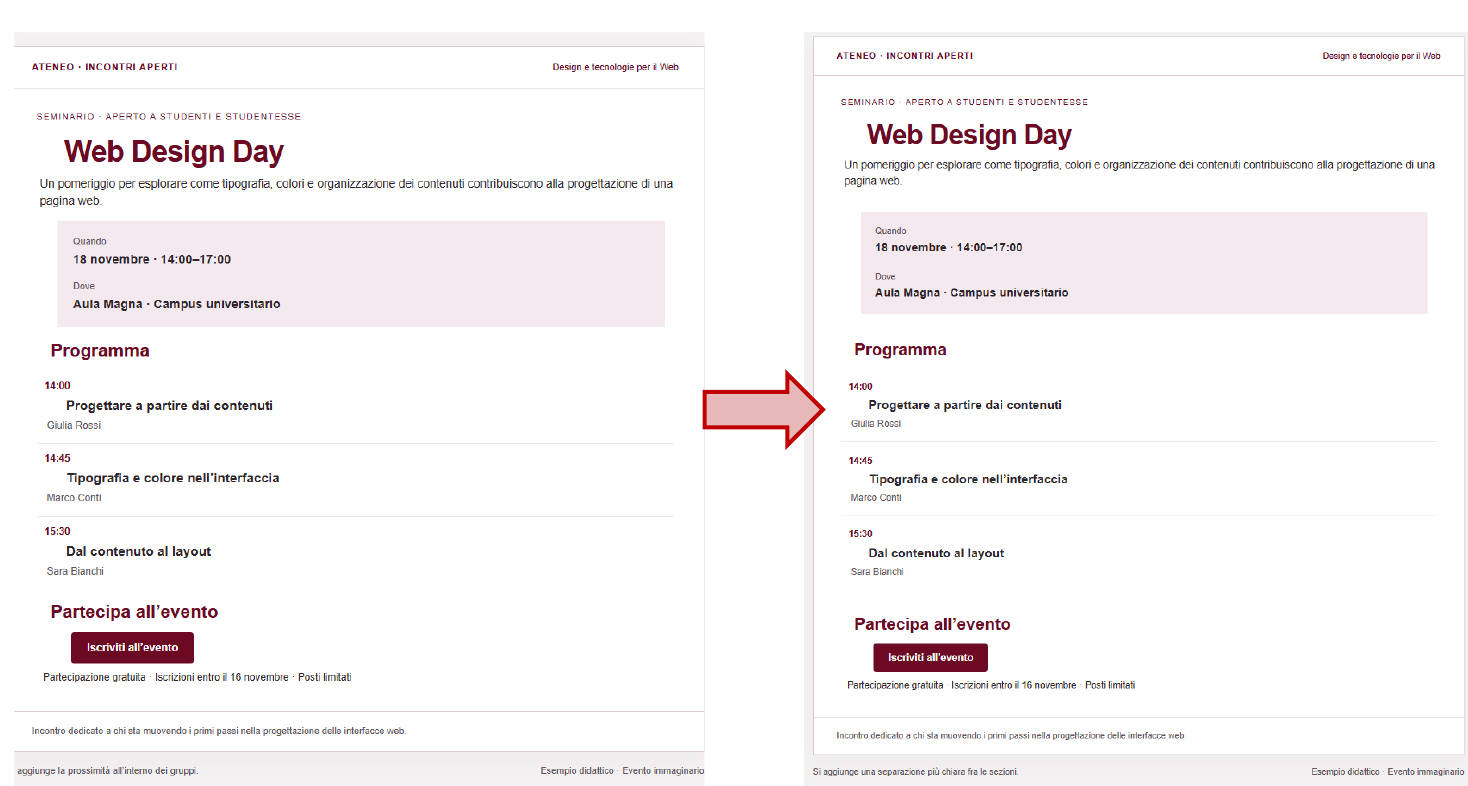 ATENEO · INCONTRI APERTI
Design e tecnologie per il Web
SEMINARIO · APERTO A STUDENTI E STUDENTESSE
Web Design Day
Un pomeriggio per esplorare come tipografia, colori e organizzazione dei contenuti contribuiscono alla progettazione di una
pagina web.
Quando
18 novembre · 14:00–17:00
Dove
Aula Magna · Campus universitario
Programma
14:00
Progettare a partire dai contenuti
Giulia Rossi
14:45
Tipografia e colore nell’interfaccia
Marco Conti
15:30
Dal contenuto al layout
Sara Bianchi
Partecipa all’evento
Iscriviti all’evento
Partecipazione gratuita · Iscrizioni entro il 16 novembre · Posti limitati
Incontro dedicato a chi sta muovendo i primi passi nella progettazione delle interfacce web.
aggiunge la prossimità all’interno dei gruppi.
Esempio didattico · Evento immaginario
ATENEO · INCONTRI APERTI
Design e tecnologie per il Web
SEMINARIO · APERTO A STUDENTI E STUDENTESSE
Web Design Day
Un pomeriggio per esplorare come tipografia, colori e organizzazione dei contenuti contribuiscono alla progettazione di una
pagina web.
Quando
18 novembre · 14:00–17:00
Dove
Aula Magna · Campus universitario
Programma
14:00
Progettare a partire dai contenuti
Giulia Rossi
14:45
Tipografia e colore nell’interfaccia
Marco Conti
15:30
Dal contenuto al layout
Sara Bianchi
Partecipa all’evento
Iscriviti all’evento
Partecipazione gratuita · Iscrizioni entro il 16 novembre · Posti limitati
Incontro dedicato a chi sta muovendo i primi passi nella progettazione delle interfacce web.
Si aggiunge una separazione più chiara fra le sezioni.
Esempio didattico · Evento immaginario